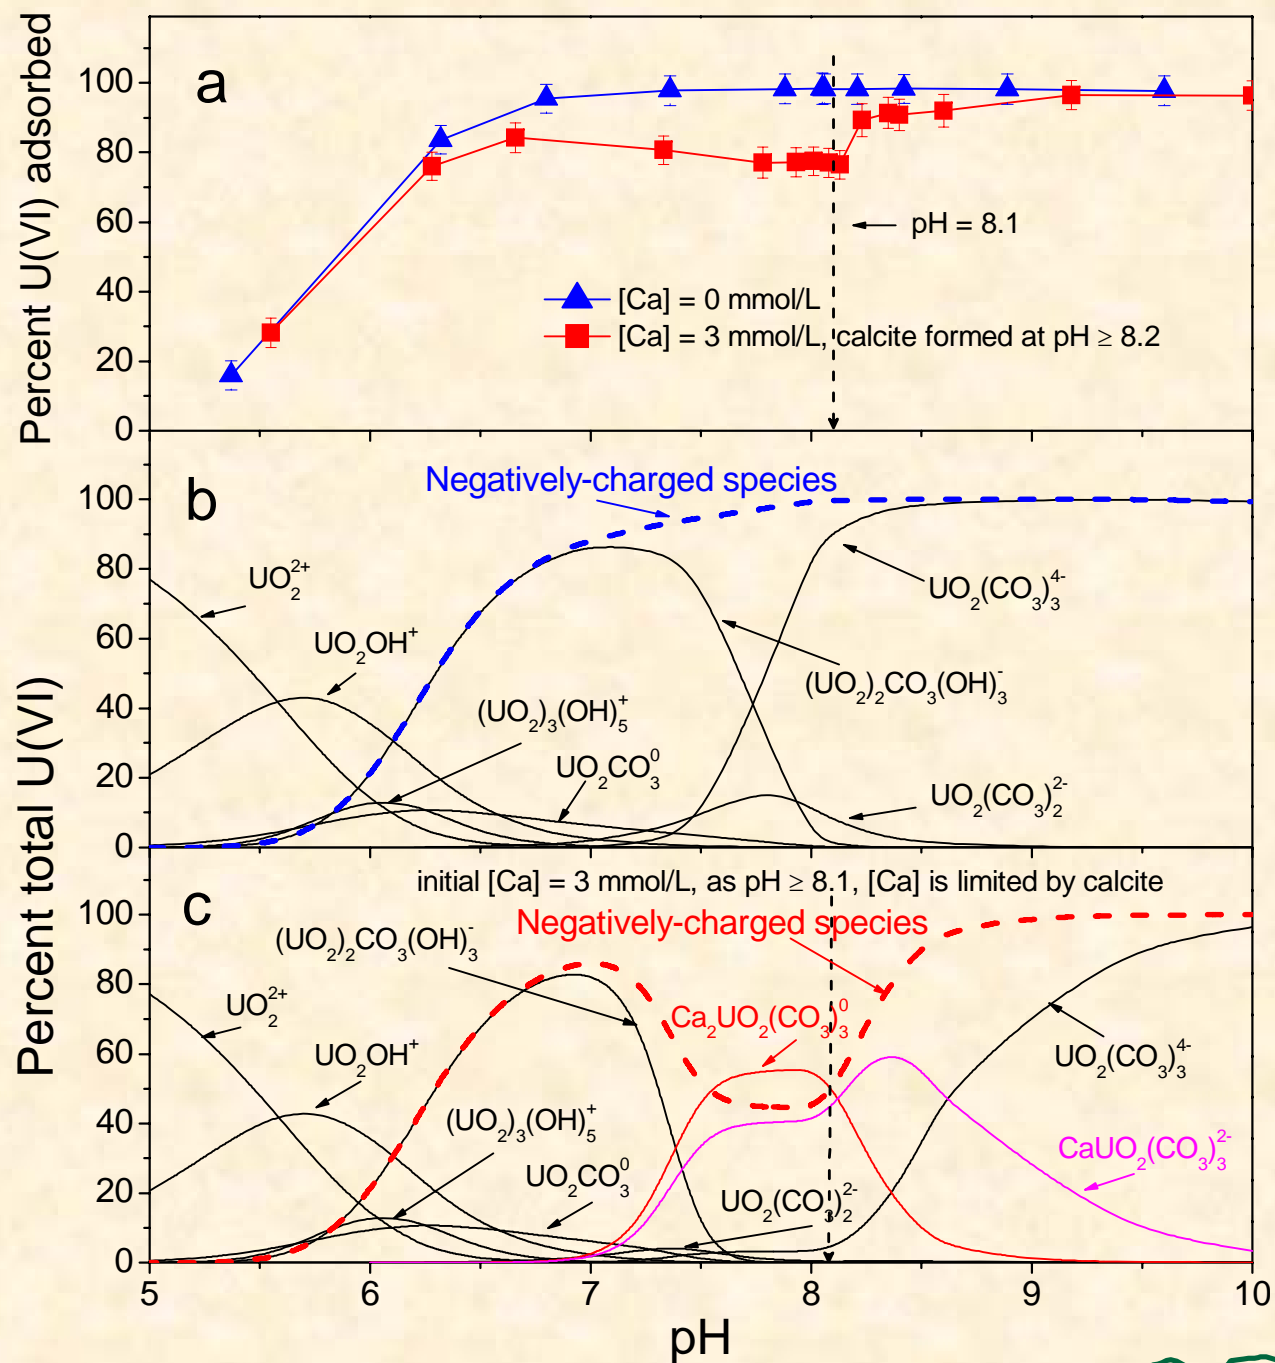 a
Percent U(VI) adsorbed
100
80
60
40
20
0
pH = 8.1
[Ca] = 0 mmol/L
[Ca] = 3 mmol/L, calcite formed at pH ≥ 8.2
b
Negatively-charged species
Percent total U(VI)
100
80
60
40
20
0
UO₂²⁺
UO₂OH⁺
(UO₂)₃(OH)₅⁺
UO₂CO₃⁰
UO₂(CO₃)₃⁴⁻
(UO₂)₂CO₃(OH)₃⁻
UO₂(CO₃)₂²⁻
initial [Ca] = 3 mmol/L, as pH ≥ 8.1, [Ca] is limited by calcite
c
Negatively-charged species
100
80
60
40
20
0
(UO₂)₂CO₃(OH)₃⁻
UO₂²⁺
UO₂OH⁺
(UO₂)₃(OH)₅⁺
UO₂CO₃⁰
Ca₂UO₂(CO₃)₃⁰
UO₂(CO₃)₂²⁻
UO₂(CO₃)₃⁴⁻
CaUO₂(CO₃)₃²⁻
5 6 7 8 9 10
pH